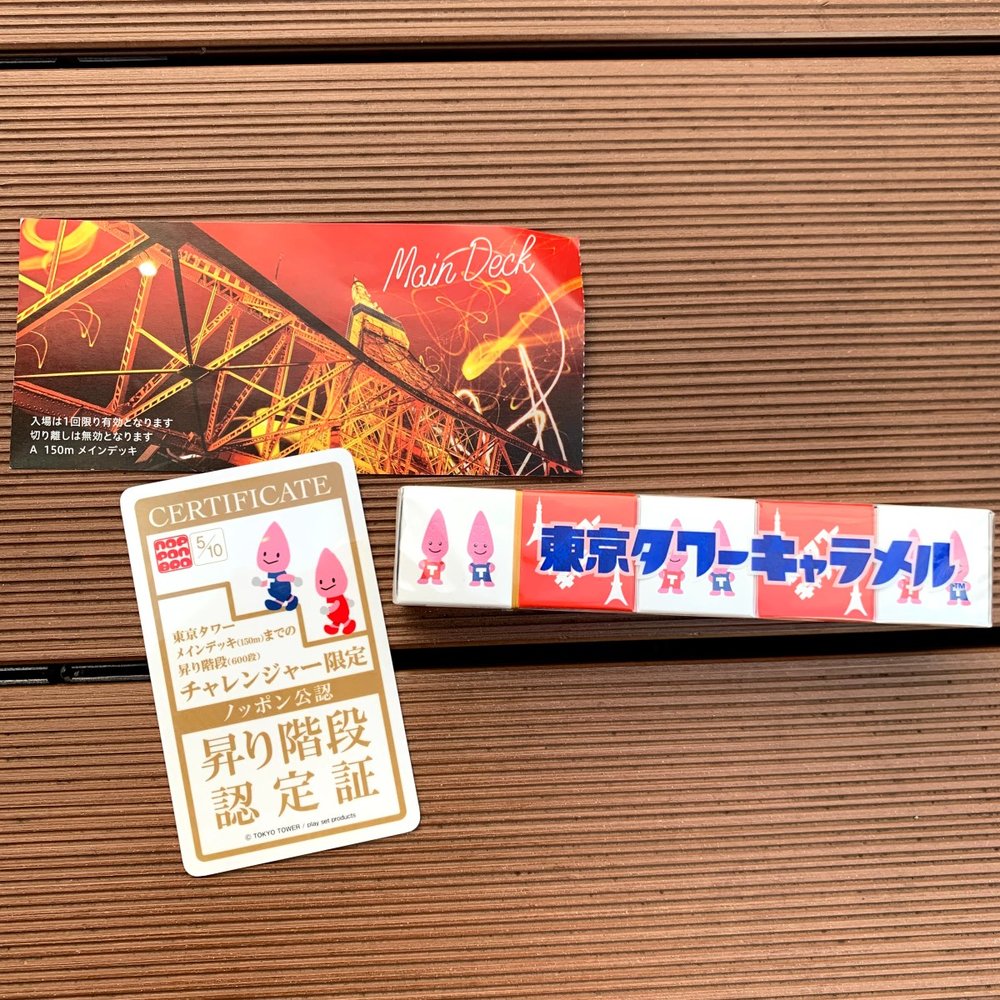 Main Deck
入場は1回限り有効となります
切り離しは無効となります
A 150m メインデッキ
CERTIFICATE
NOP
PON
BRO
5/10
東京タワー
メインデッキ(150m)までの
昇り階段(600段)
チャレンジャー限定
ノッポン公認
昇り階段
認定証
© TOKYO TOWER / play set products
T T
東京タワーキャラメル™